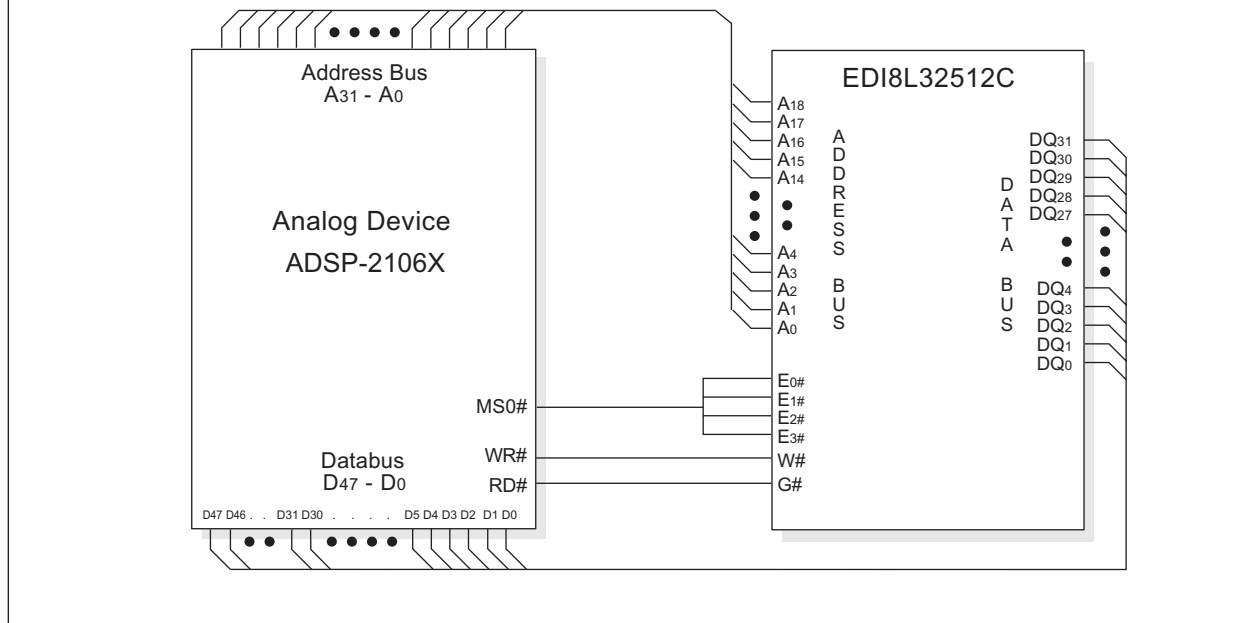 Address Bus
A31 - A0
Analog Device
ADSP-2106X
MS0#
WR#
RD#
Databus
D47 - D0
D47 D46 . . D31 D30 . . . . D5 D4 D3 D2 D1 D0
EDI8L32512C
A18
A17
A16
A15
A14
A4
A3
A2
A1
A0
ADDRESS BUS
E0#
E1#
E2#
E3#
W#
G#
DATA BUS
DQ31
DQ30
DQ29
DQ28
DQ27
DQ4
DQ3
DQ2
DQ1
DQ0